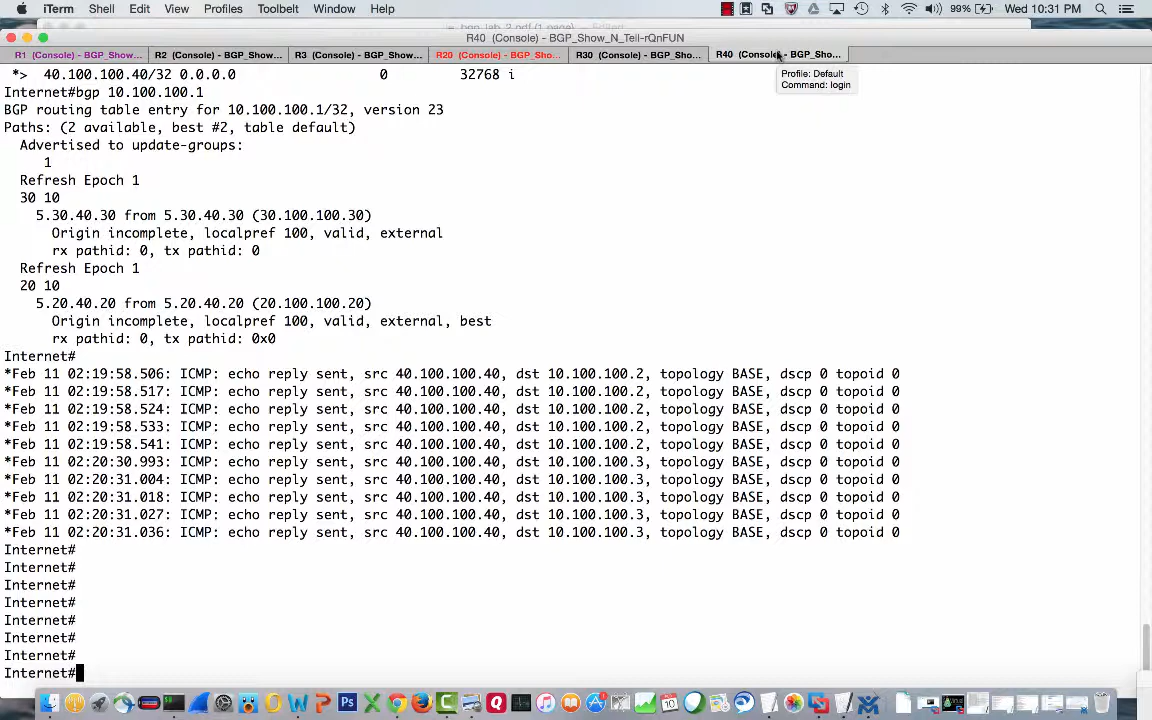 iTerm Shell Edit View Profiles Toolbelt Window Help 99% Wed 10:31 PM
R40 (Console) - BGP_Show_N_Tell-rQnFUN
R1 (Console) - BGP_Show... R2 (Console) - BGP_Show... R3 (Console) - BGP_Show... R20 (Console) - BGP_Sho... R30 (Console) - BGP_Sho... R40 (Console) - BGP_Sho...
Profile: Default
Command: login
*> 40.100.100.40/32 0.0.0.0 0 32768 i
Internet#bgp 10.100.100.1
BGP routing table entry for 10.100.100.1/32, version 23
Paths: (2 available, best #2, table default)
Advertised to update-groups:
1
Refresh Epoch 1
30 10
5.30.40.30 from 5.30.40.30 (30.100.100.30)
Origin incomplete, localpref 100, valid, external
rx pathid: 0, tx pathid: 0
Refresh Epoch 1
20 10
5.20.40.20 from 5.20.40.20 (20.100.100.20)
Origin incomplete, localpref 100, valid, external, best
rx pathid: 0, tx pathid: 0x0
Internet#
*Feb 11 02:19:58.506: ICMP: echo reply sent, src 40.100.100.40, dst 10.100.100.2, topology BASE, dscp 0 topoid 0
*Feb 11 02:19:58.517: ICMP: echo reply sent, src 40.100.100.40, dst 10.100.100.2, topology BASE, dscp 0 topoid 0
*Feb 11 02:19:58.524: ICMP: echo reply sent, src 40.100.100.40, dst 10.100.100.2, topology BASE, dscp 0 topoid 0
*Feb 11 02:19:58.533: ICMP: echo reply sent, src 40.100.100.40, dst 10.100.100.2, topology BASE, dscp 0 topoid 0
*Feb 11 02:19:58.541: ICMP: echo reply sent, src 40.100.100.40, dst 10.100.100.2, topology BASE, dscp 0 topoid 0
*Feb 11 02:20:30.993: ICMP: echo reply sent, src 40.100.100.40, dst 10.100.100.3, topology BASE, dscp 0 topoid 0
*Feb 11 02:20:31.004: ICMP: echo reply sent, src 40.100.100.40, dst 10.100.100.3, topology BASE, dscp 0 topoid 0
*Feb 11 02:20:31.018: ICMP: echo reply sent, src 40.100.100.40, dst 10.100.100.3, topology BASE, dscp 0 topoid 0
*Feb 11 02:20:31.027: ICMP: echo reply sent, src 40.100.100.40, dst 10.100.100.3, topology BASE, dscp 0 topoid 0
*Feb 11 02:20:31.036: ICMP: echo reply sent, src 40.100.100.40, dst 10.100.100.3, topology BASE, dscp 0 topoid 0
Internet#
Internet#
Internet#
Internet#
Internet#
Internet#
Internet#
Internet#